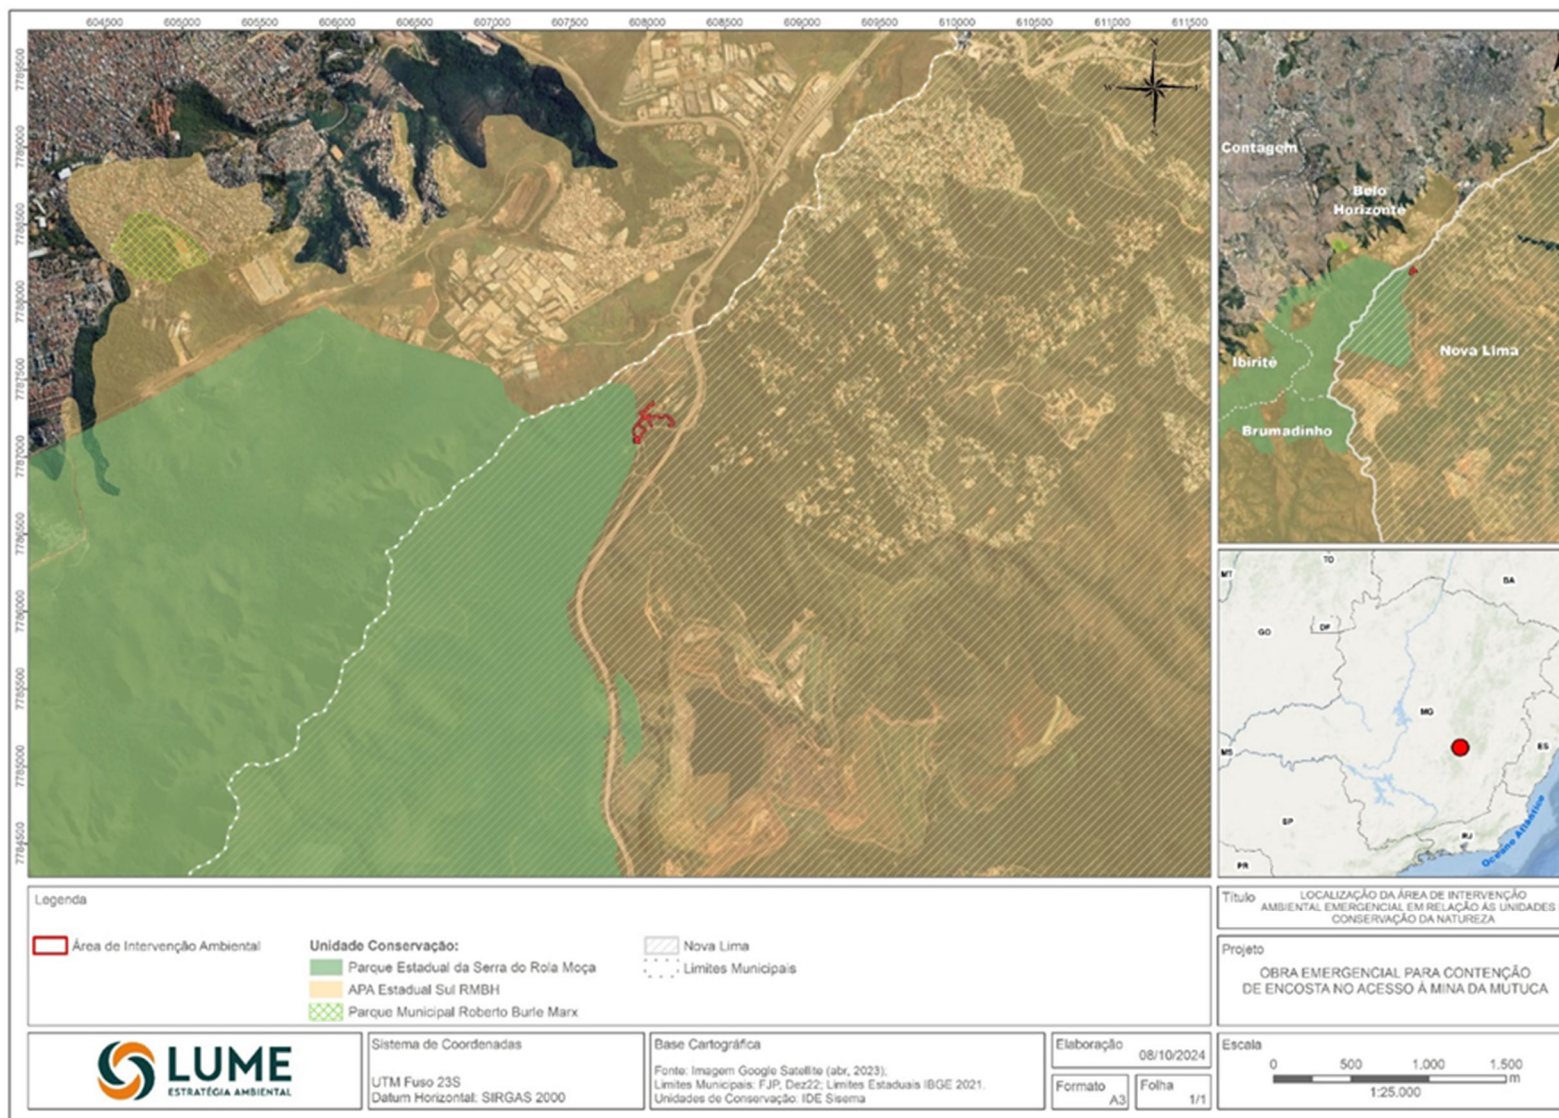 604500 605000 605500 606000 606500 607000 607500 608000 608500 609000 609500 610000 610500 611000 611500
7789500
7789000
7788500
7788000
7787500
7787000
7786500
7786000
7785500
7785000
7784500
Contagem
Belo
Horizonte
Ibirité
Nova Lima
Brumadinho
TO
MT
BA
GO
DF
MG
MS
ES
SP
RJ
PR
Oceano Atlântico
Legenda
Área de Intervenção Ambiental
Unidade Conservação:
Parque Estadual da Serra do Rola Moça
APA Estadual Sul RMBH
Parque Municipal Roberto Burle Marx
Nova Lima
Limites Municipais
Título
LOCALIZAÇÃO DA ÁREA DE INTERVENÇÃO
AMBIENTAL EMERGENCIAL EM RELAÇÃO ÀS UNIDADES
CONSERVAÇÃO DA NATUREZA
Projeto
OBRA EMERGENCIAL PARA CONTENÇÃO
DE ENCOSTA NO ACESSO À MINA DA MUTUCA
LUME
ESTRATÉGIA AMBIENTAL
Sistema de Coordenadas
UTM Fuso 23S
Datum Horizontal: SIRGAS 2000
Base Cartográfica
Fonte: Imagem Google Satellite (abr, 2023);
Limites Municipais: FJP, Dez22; Limites Estaduais IBGE 2021.
Unidades de Conservação: IDE Sisema
Elaboração
08/10/2024
Formato
A3
Folha
1/1
Escala
0 500 1.000 1.500
m
1:25.000